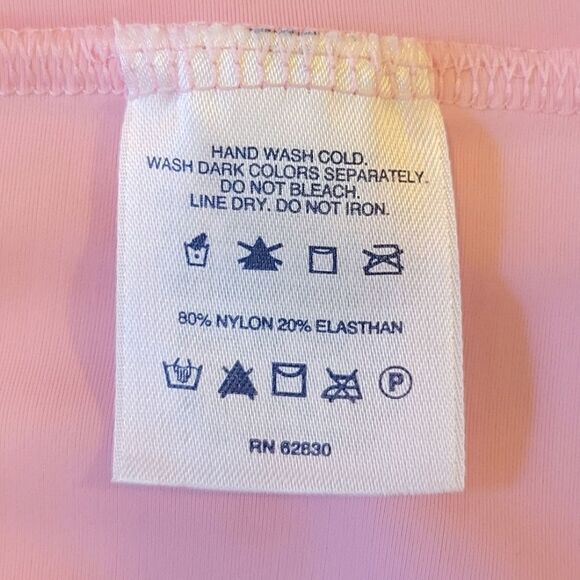 HAND WASH COLD.
WASH DARK COLORS SEPARATELY.
DO NOT BLEACH.
LINE DRY. DO NOT IRON.
80% NYLON 20% ELASTHAN
P
RN 62830